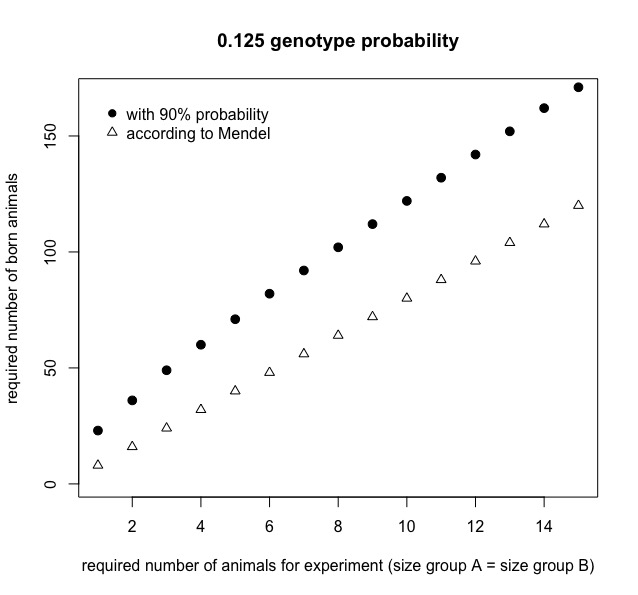 0.125 genotype probability
with 90% probability
according to Mendel
required number of born animals
150
100
50
0
2 4 6 8 10 12 14
required number of animals for experiment (size group A = size group B)